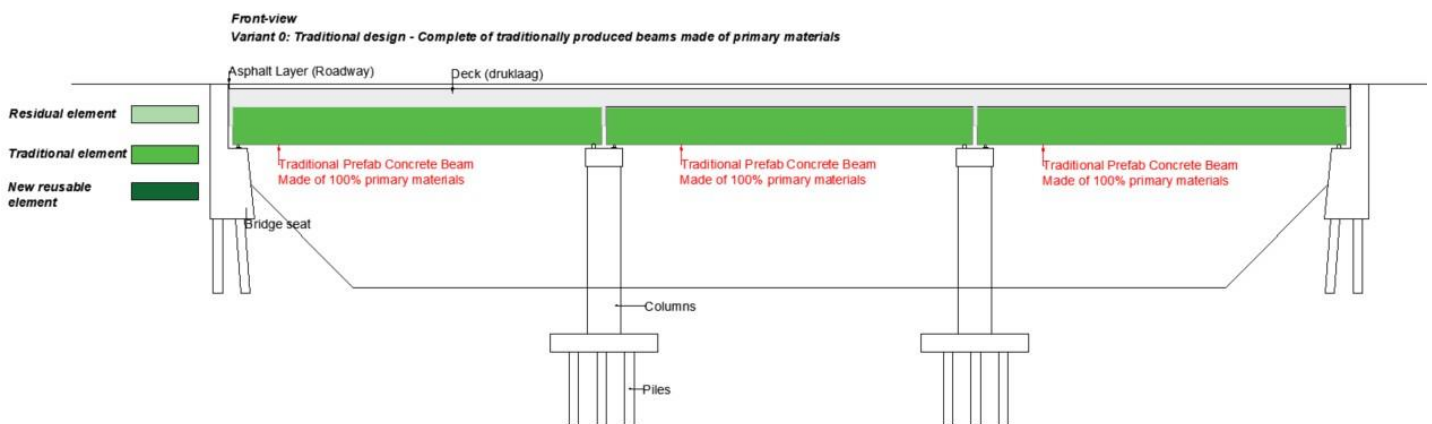 Front-view
Variant 0: Traditional design - Complete of traditionally produced beams made of primary materials
Asphalt Layer (Roadway)
Deck (druklaag)
Residual element
Traditional element
New reusable
element
Traditional Prefab Concrete Beam
Made of 100% primary materials
Traditional Prefab Concrete Beam
Made of 100% primary materials
Traditional Prefab Concrete Beam
Made of 100% primary materials
Bridge seat
Columns
Piles